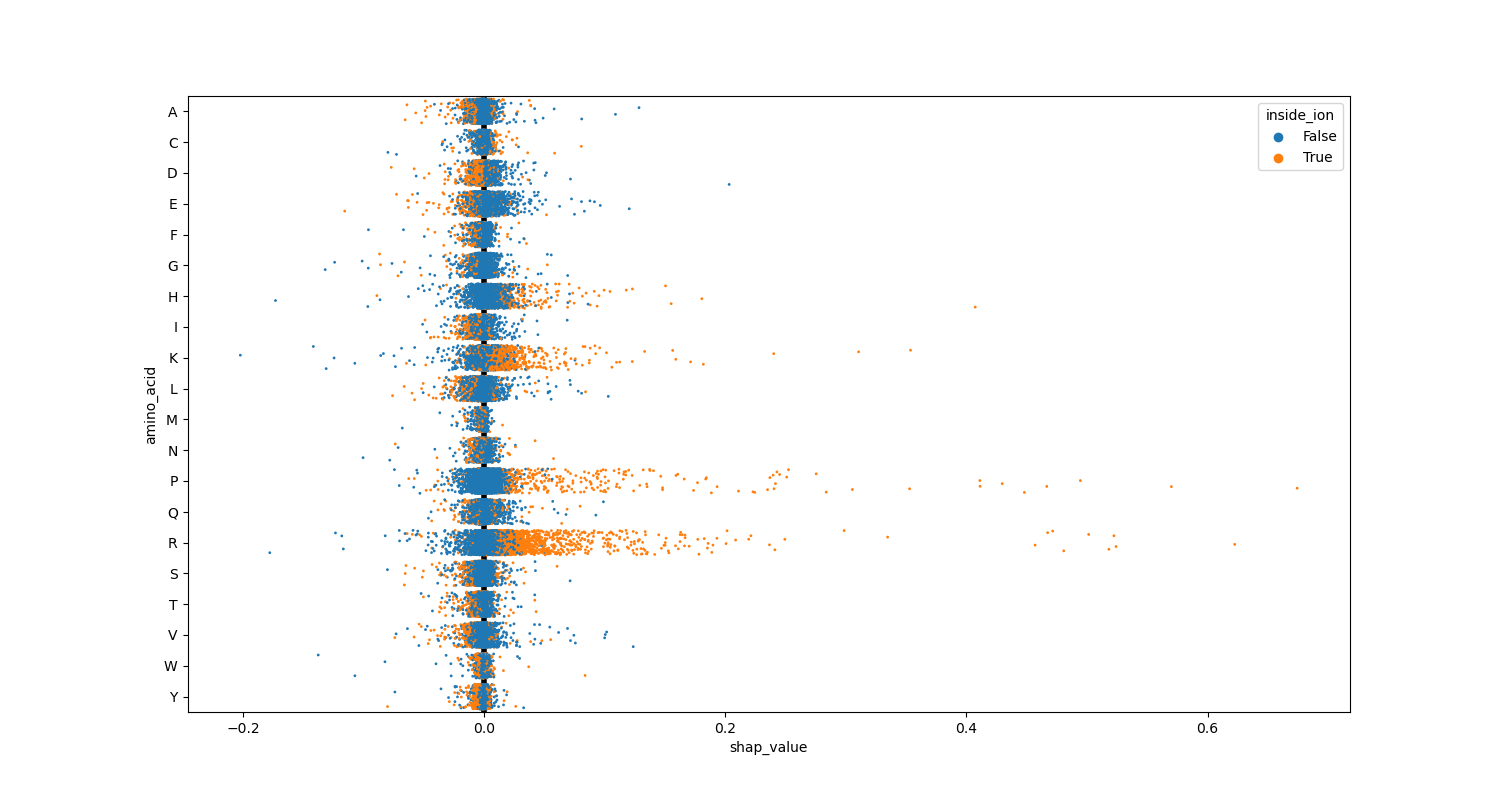 inside_ion
False
True
amino_acid
A
C
D
E
F
G
H
I
K
L
M
N
P
Q
R
S
T
V
W
Y
−0.2
0.0
0.2
0.4
0.6
shap_value